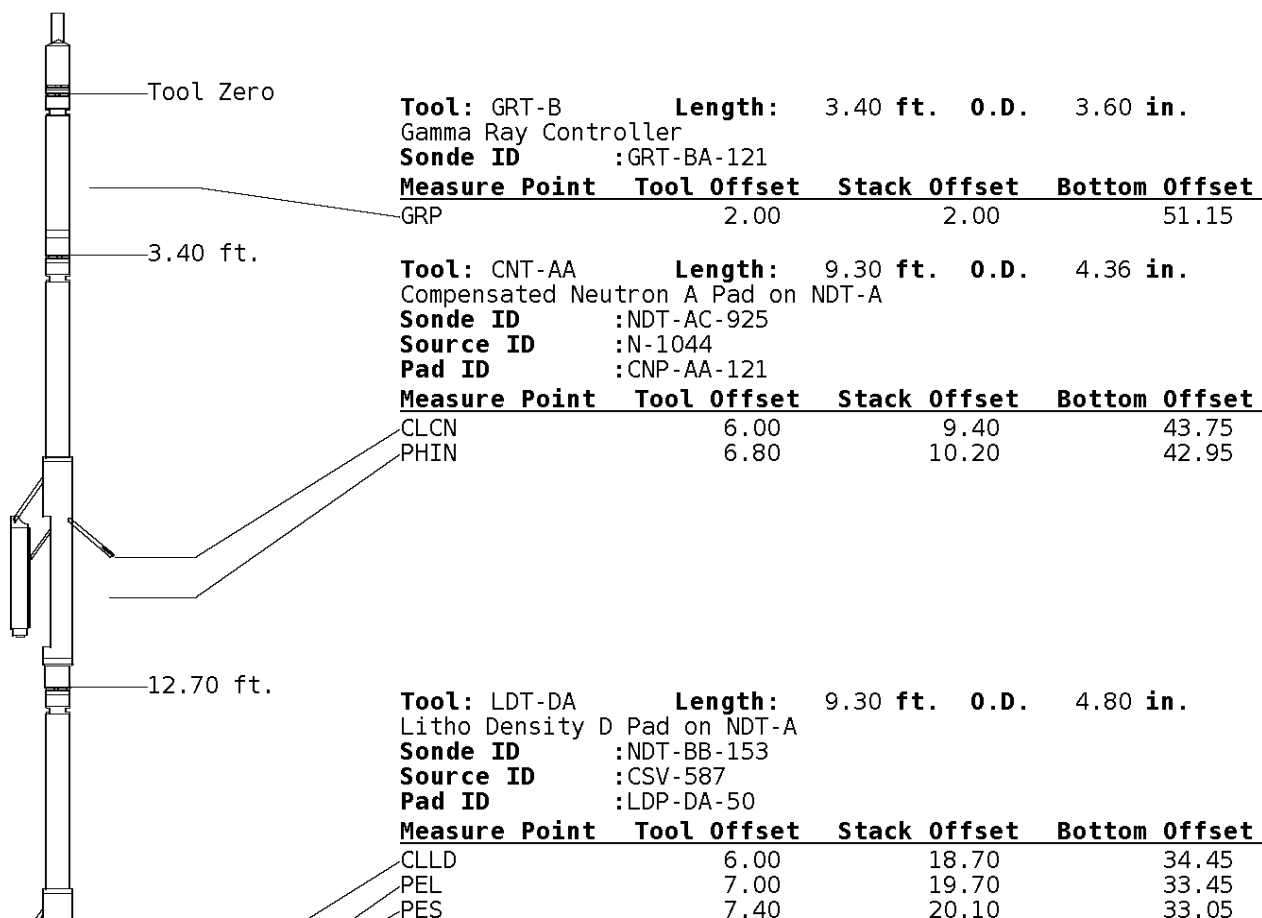 Tool Zero
Tool: GRT-B Length: 3.40 ft. O.D. 3.60 in.
Gamma Ray Controller
Sonde ID :GRT-BA-121
Measure Point Tool Offset Stack Offset Bottom Offset
GRP 2.00 2.00 51.15
3.40 ft.
Tool: CNT-AA Length: 9.30 ft. O.D. 4.36 in.
Compensated Neutron A Pad on NDT-A
Sonde ID :NDT-AC-925
Source ID :N-1044
Pad ID :CNP-AA-121
Measure Point Tool Offset Stack Offset Bottom Offset
CLCN 6.00 9.40 43.75
PHIN 6.80 10.20 42.95
12.70 ft.
Tool: LDT-DA Length: 9.30 ft. O.D. 4.80 in.
Litho Density D Pad on NDT-A
Sonde ID :NDT-BB-153
Source ID :CSV-587
Pad ID :LDP-DA-50
Measure Point Tool Offset Stack Offset Bottom Offset
CLLD 6.00 18.70 34.45
PEL 7.00 19.70 33.45
PES 7.40 20.10 33.05